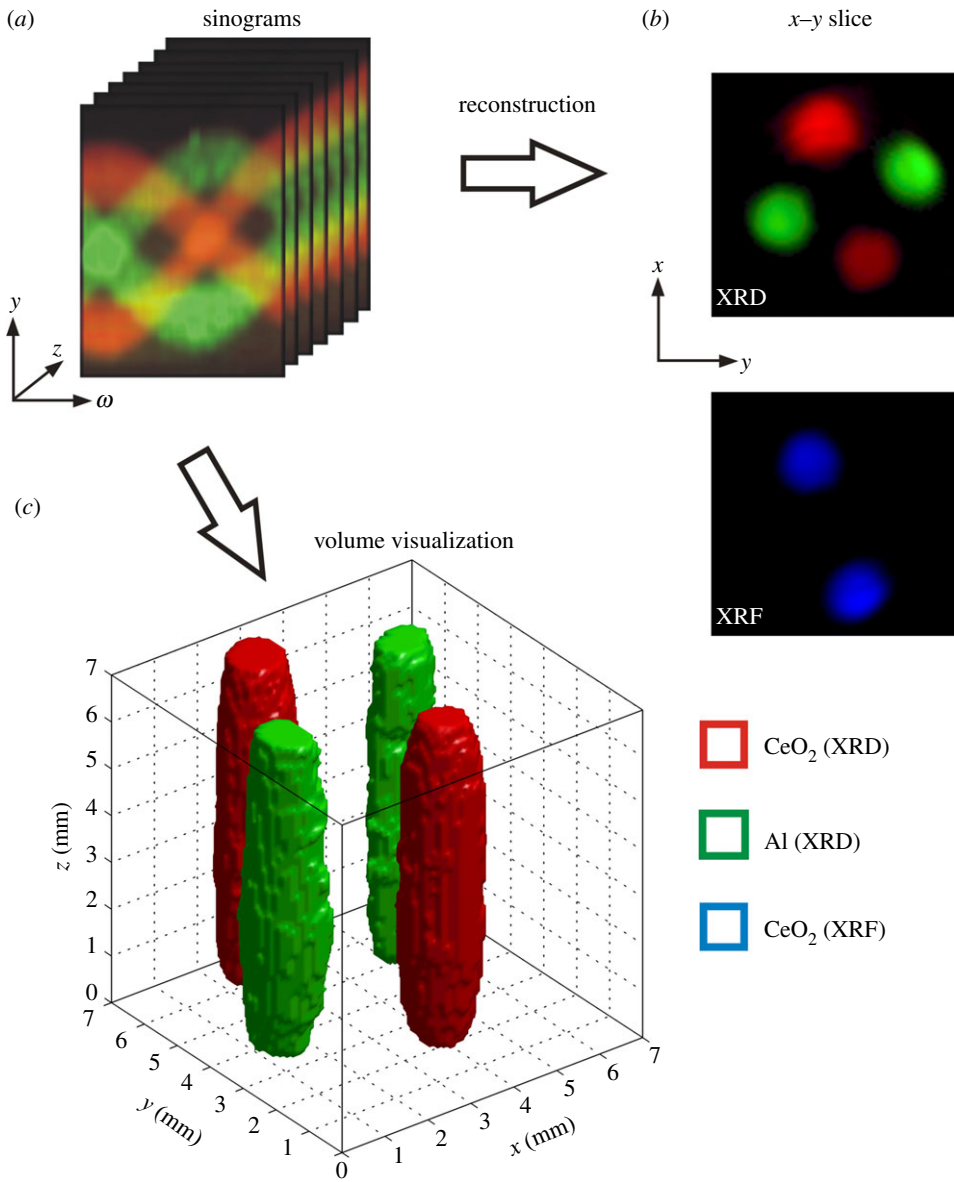 (a)
sinograms
y
z
ω
reconstruction
(b)
x–y slice
XRD
x
y
XRF
(c)
volume visualization
7
6
5
4
3
2
1
0
z (mm)
7
6
5
4
3
2
1
0
y (mm)
1
2
3
4
5
6
7
x (mm)
CeO₂ (XRD)
Al (XRD)
CeO₂ (XRF)